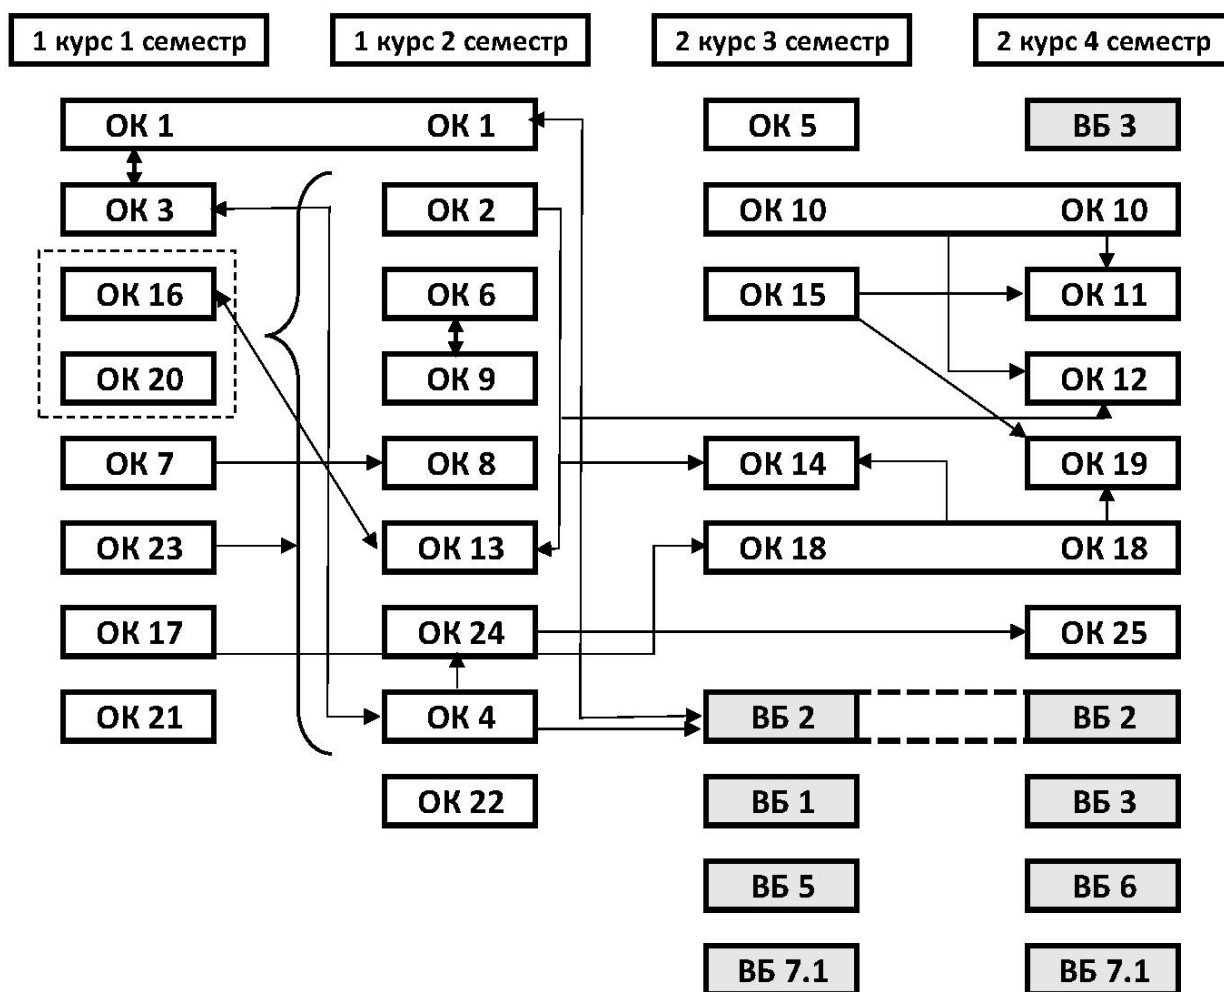 1 курс 1 семестр 1 курс 2 семестр 2 курс 3 семестр 2 курс 4 семестр
ОК 1 ОК 1 ОК 5 ВБ 3
ОК 3 ОК 2 ОК 10 ОК 10
ОК 16 ОК 6 ОК 15 ОК 11
ОК 20 ОК 9 ОК 12
ОК 7 ОК 8 ОК 14 ОК 19
ОК 23 ОК 13 ОК 18 ОК 18
ОК 17 ОК 24 ОК 25
ОК 21 ОК 4 ВБ 2 ВБ 2
ОК 22 ВБ 1 ВБ 3
ВБ 5 ВБ 6
ВБ 7.1 ВБ 7.1